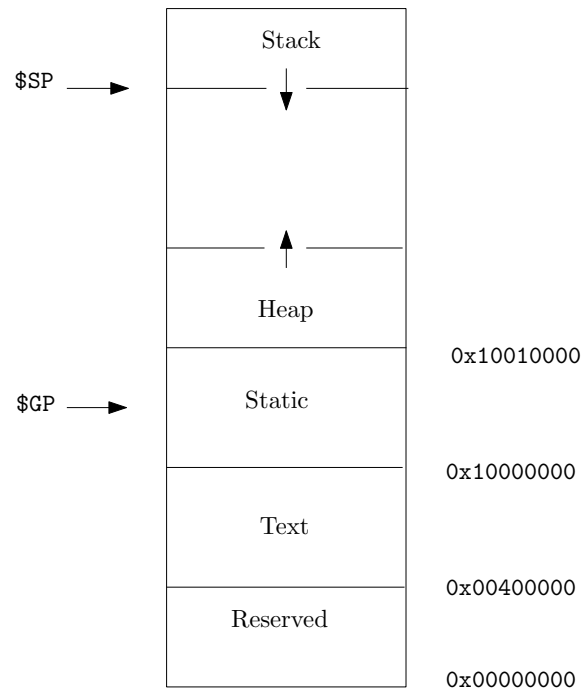 Stack
$SP
Heap
0x10010000
$GP
Static
0x10000000
Text
0x00400000
Reserved
0x00000000